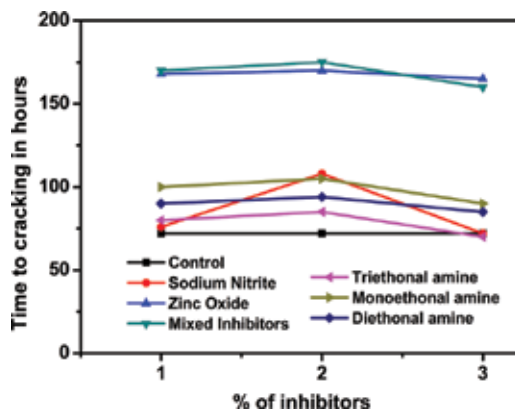 200
150
100
50
0
Time to cracking in hours
Control
Sodium Nitrite
Zinc Oxide
Mixed Inhibitors
Triethonal amine
Monoethonal amine
Diethonal amine
1 2 3
% of inhibitors